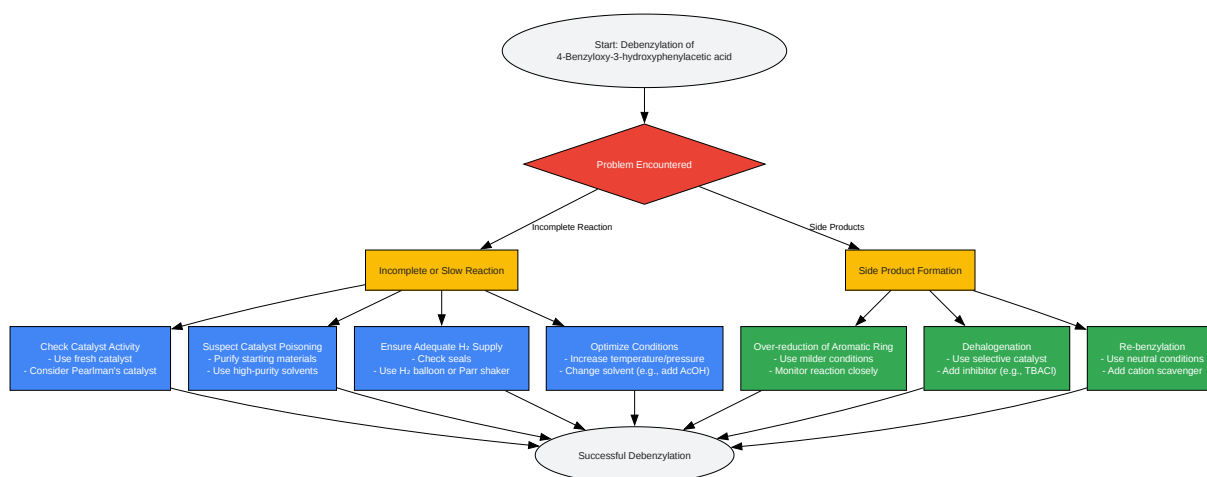 Start: Debenzylation of
4-Benzyloxy-3-hydroxyphenylacetic acid
Problem Encountered
Incomplete Reaction
Side Products
Incomplete or Slow Reaction
Side Product Formation
Check Catalyst Activity
- Use fresh catalyst
- Consider Pearlman's catalyst
Suspect Catalyst Poisoning
- Purify starting materials
- Use high-purity solvents
Ensure Adequate H₂ Supply
- Check seals
- Use H₂ balloon or Parr shaker
Optimize Conditions
- Increase temperature/pressure
- Change solvent (e.g., add AcOH)
Over-reduction of Aromatic Ring
- Use milder conditions
- Monitor reaction closely
Dehalogenation
- Use selective catalyst
- Add inhibitor (e.g., TBACl)
Re-benzylation
- Use neutral conditions
- Add cation scavenger
Successful Debenzylation